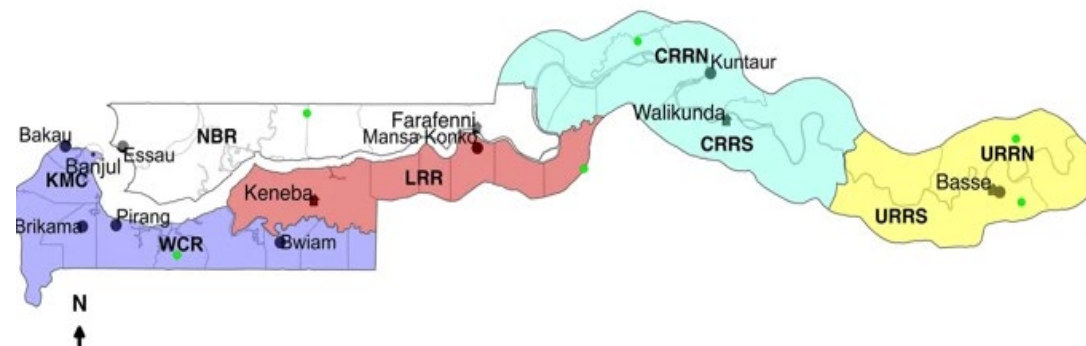 CRRN
Kuntaur
Farafenni
Walikunda
Bakau
NBR
Mansa Konko
Essau
Banjul
CRRS
URRN
KMC
LRR
Basse
Keneba
URRS
Pirang
Brikama
WCR
Bwiam
N